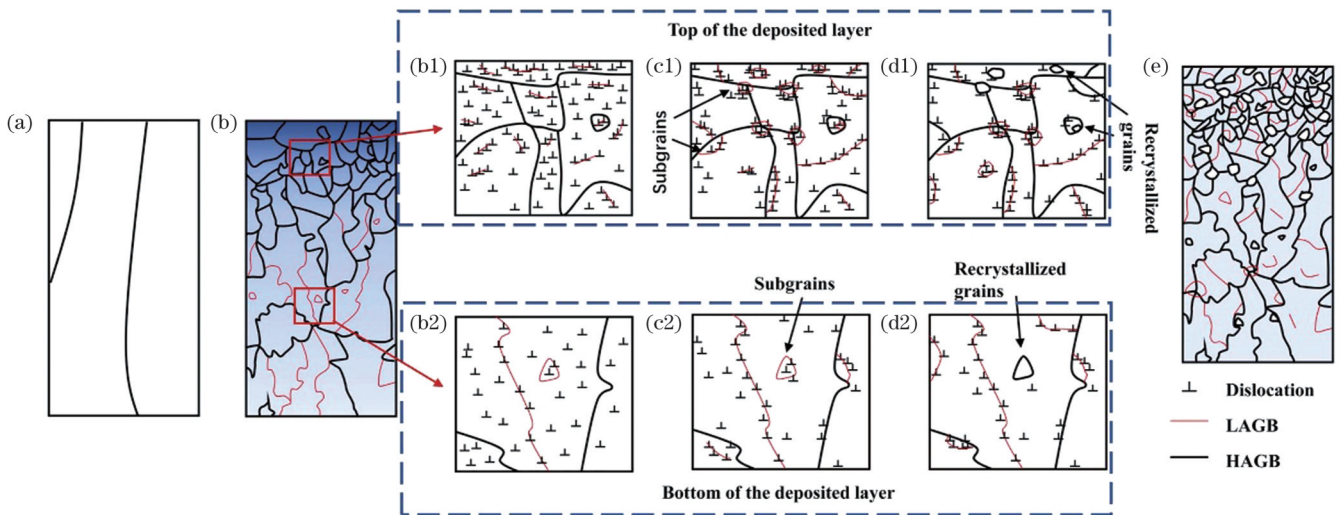 Top of the deposited layer
(a)
(b)
(b1)
(c1)
(d1)
(e)
Subgrains
Recrystallized
grains
(b2)
(c2)
(d2)
Subgrains
Recrystallized
grains
Bottom of the deposited layer
Dislocation
LAGB
HAGB